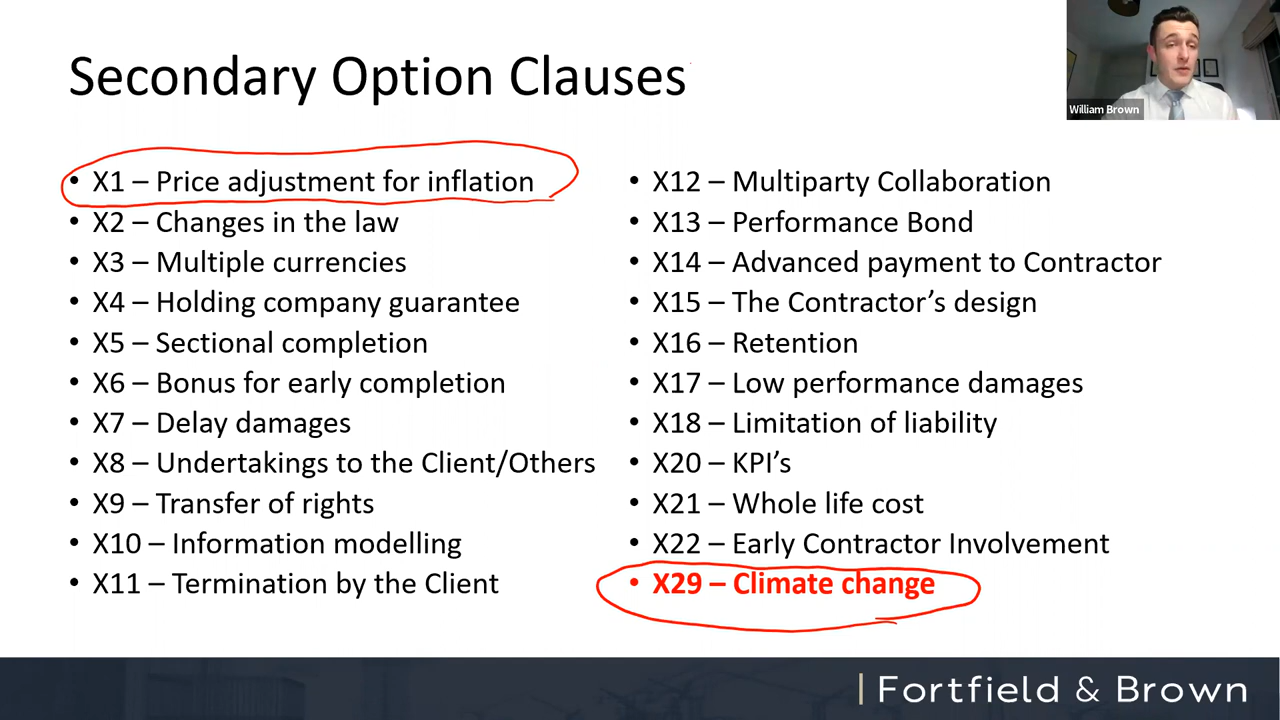 Secondary Option Clauses
William Brown
• X1 – Price adjustment for inflation
• X2 – Changes in the law
• X3 – Multiple currencies
• X4 – Holding company guarantee
• X5 – Sectional completion
• X6 – Bonus for early completion
• X7 – Delay damages
• X8 – Undertakings to the Client/Others
• X9 – Transfer of rights
• X10 – Information modelling
• X11 – Termination by the Client
• X12 – Multiparty Collaboration
• X13 – Performance Bond
• X14 – Advanced payment to Contractor
• X15 – The Contractor’s design
• X16 – Retention
• X17 – Low performance damages
• X18 – Limitation of liability
• X20 – KPI’s
• X21 – Whole life cost
• X22 – Early Contractor Involvement
• X29 – Climate change
| Fortfield & Brown